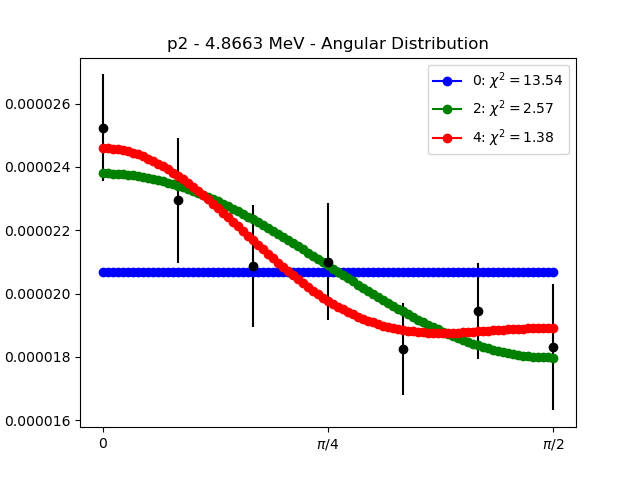 p2 - 4.8663 MeV - Angular Distribution
0: χ² = 13.54
2: χ² = 2.57
4: χ² = 1.38
0.000026
0.000024
0.000022
0.000020
0.000018
0.000016
0 π/4 π/2